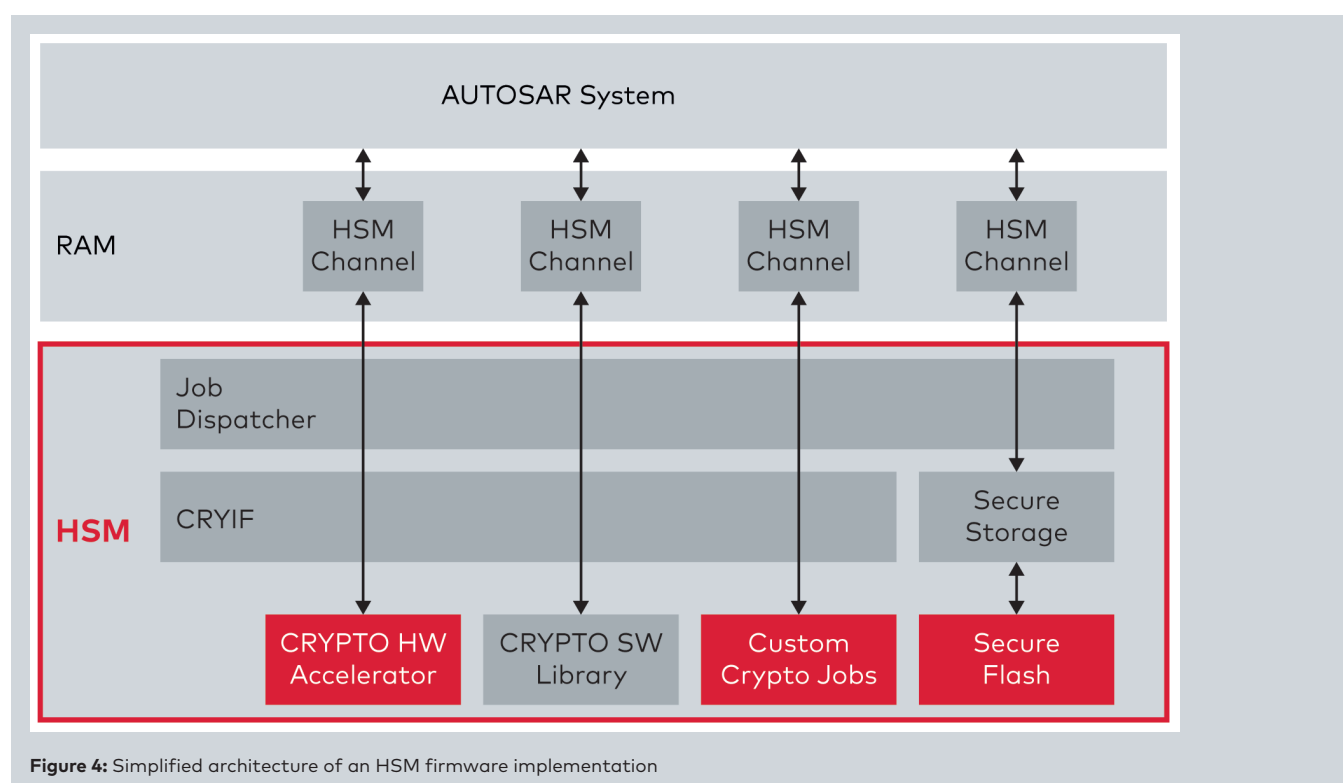 AUTOSAR System
RAM
HSM
Channel
HSM
Channel
HSM
Channel
HSM
Channel
HSM
Job
Dispatcher
CRYIF
Secure
Storage
CRYPTO HW
Accelerator
CRYPTO SW
Library
Custom
Crypto Jobs
Secure
Flash
Figure 4: Simplified architecture of an HSM firmware implementation